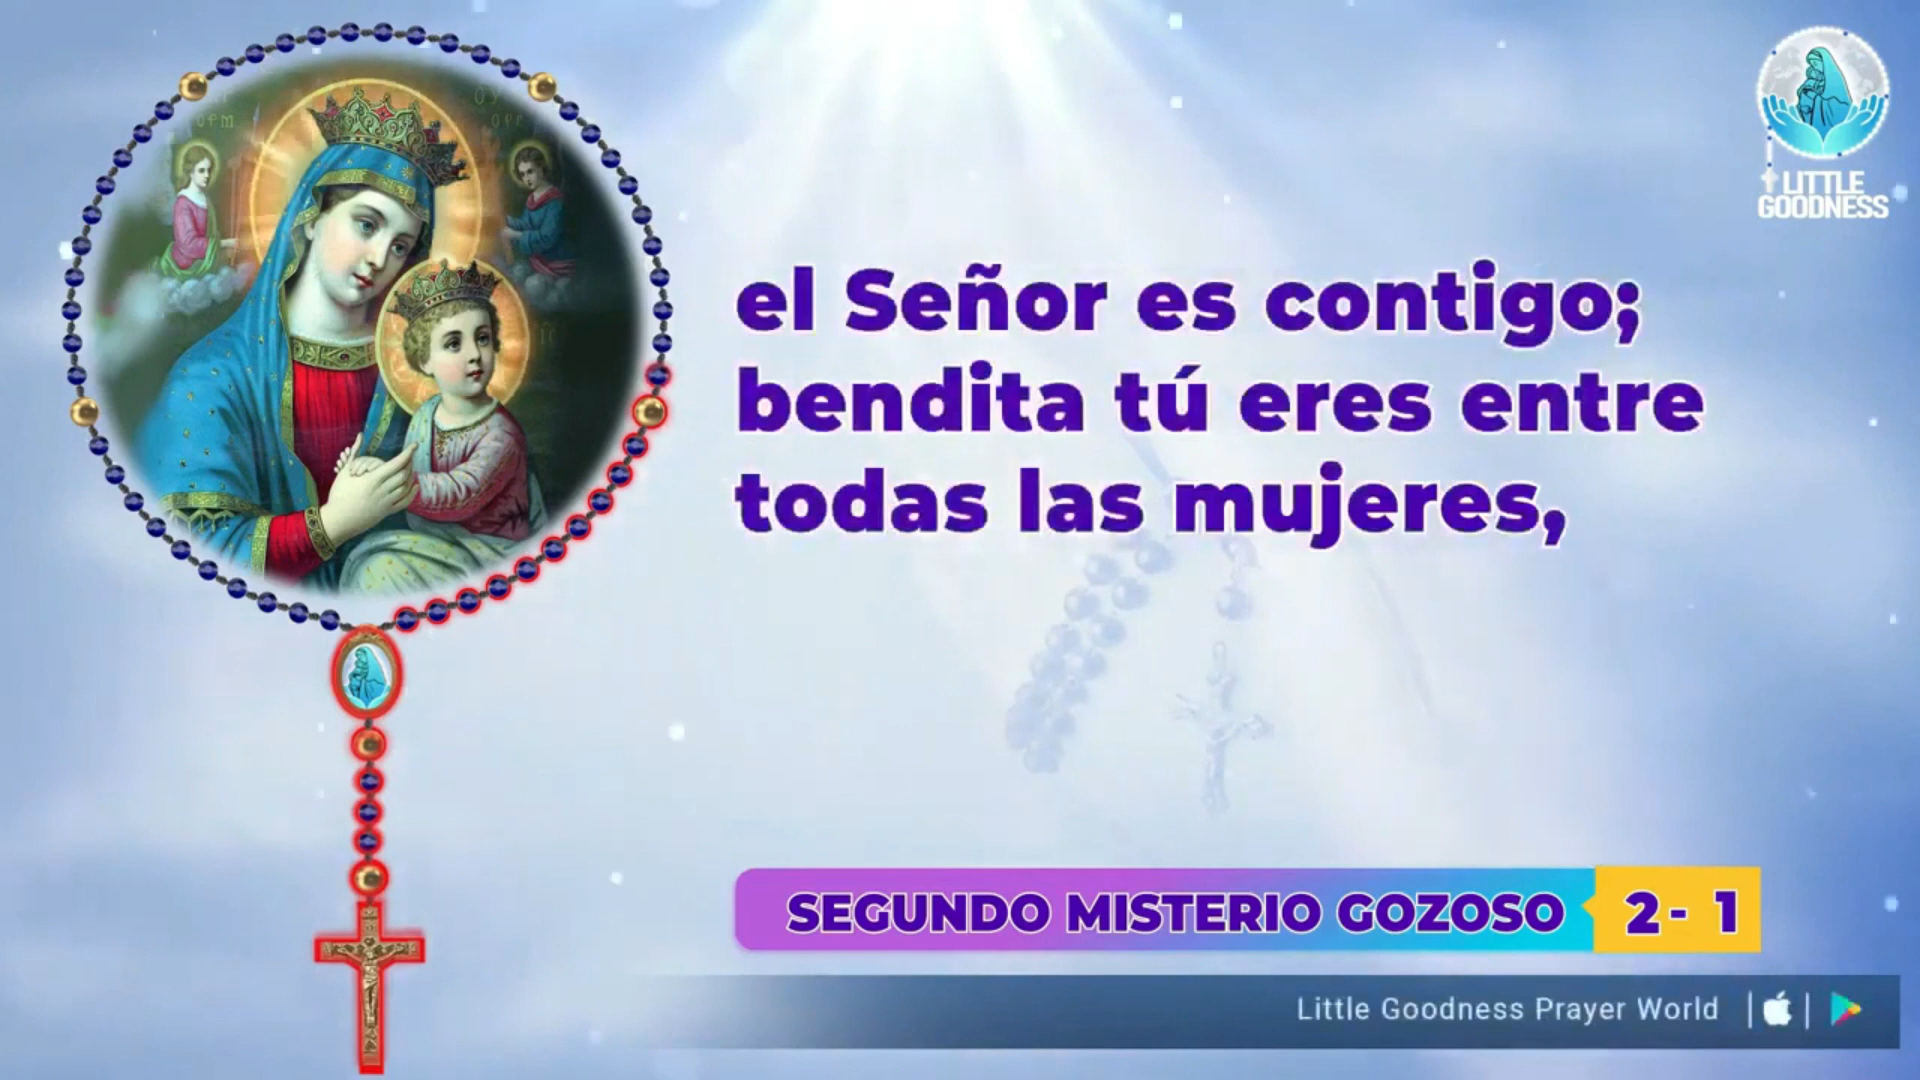 LITTLE
GOODNESS
el Señor es contigo;
bendita tú eres entre
todas las mujeres,
SEGUNDO MISTERIO GOZOSO 2- 1
Little Goodness Prayer World